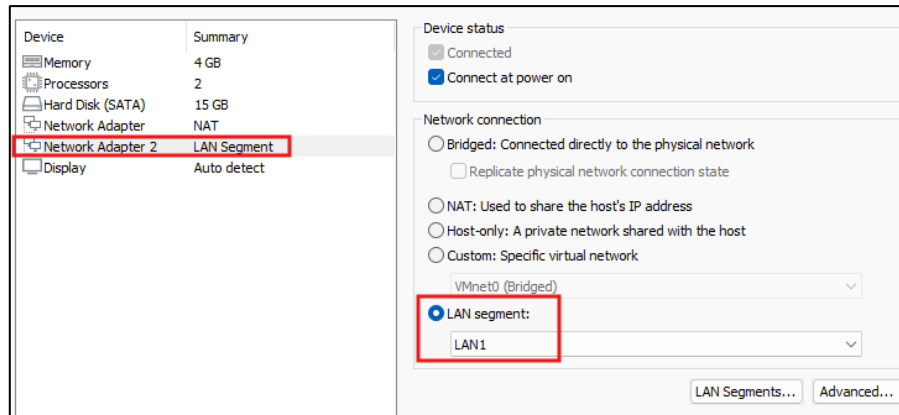 Device Summary
Memory 4 GB
Processors 2
Hard Disk (SATA) 15 GB
Network Adapter NAT
Network Adapter 2 LAN Segment
Display Auto detect
Device status
Connected
Connect at power on
Network connection
Bridged: Connected directly to the physical network
Replicate physical network connection state
NAT: Used to share the host's IP address
Host-only: A private network shared with the host
Custom: Specific virtual network
VMnet0 (Bridged)
LAN segment:
LAN1
LAN Segments... Advanced...